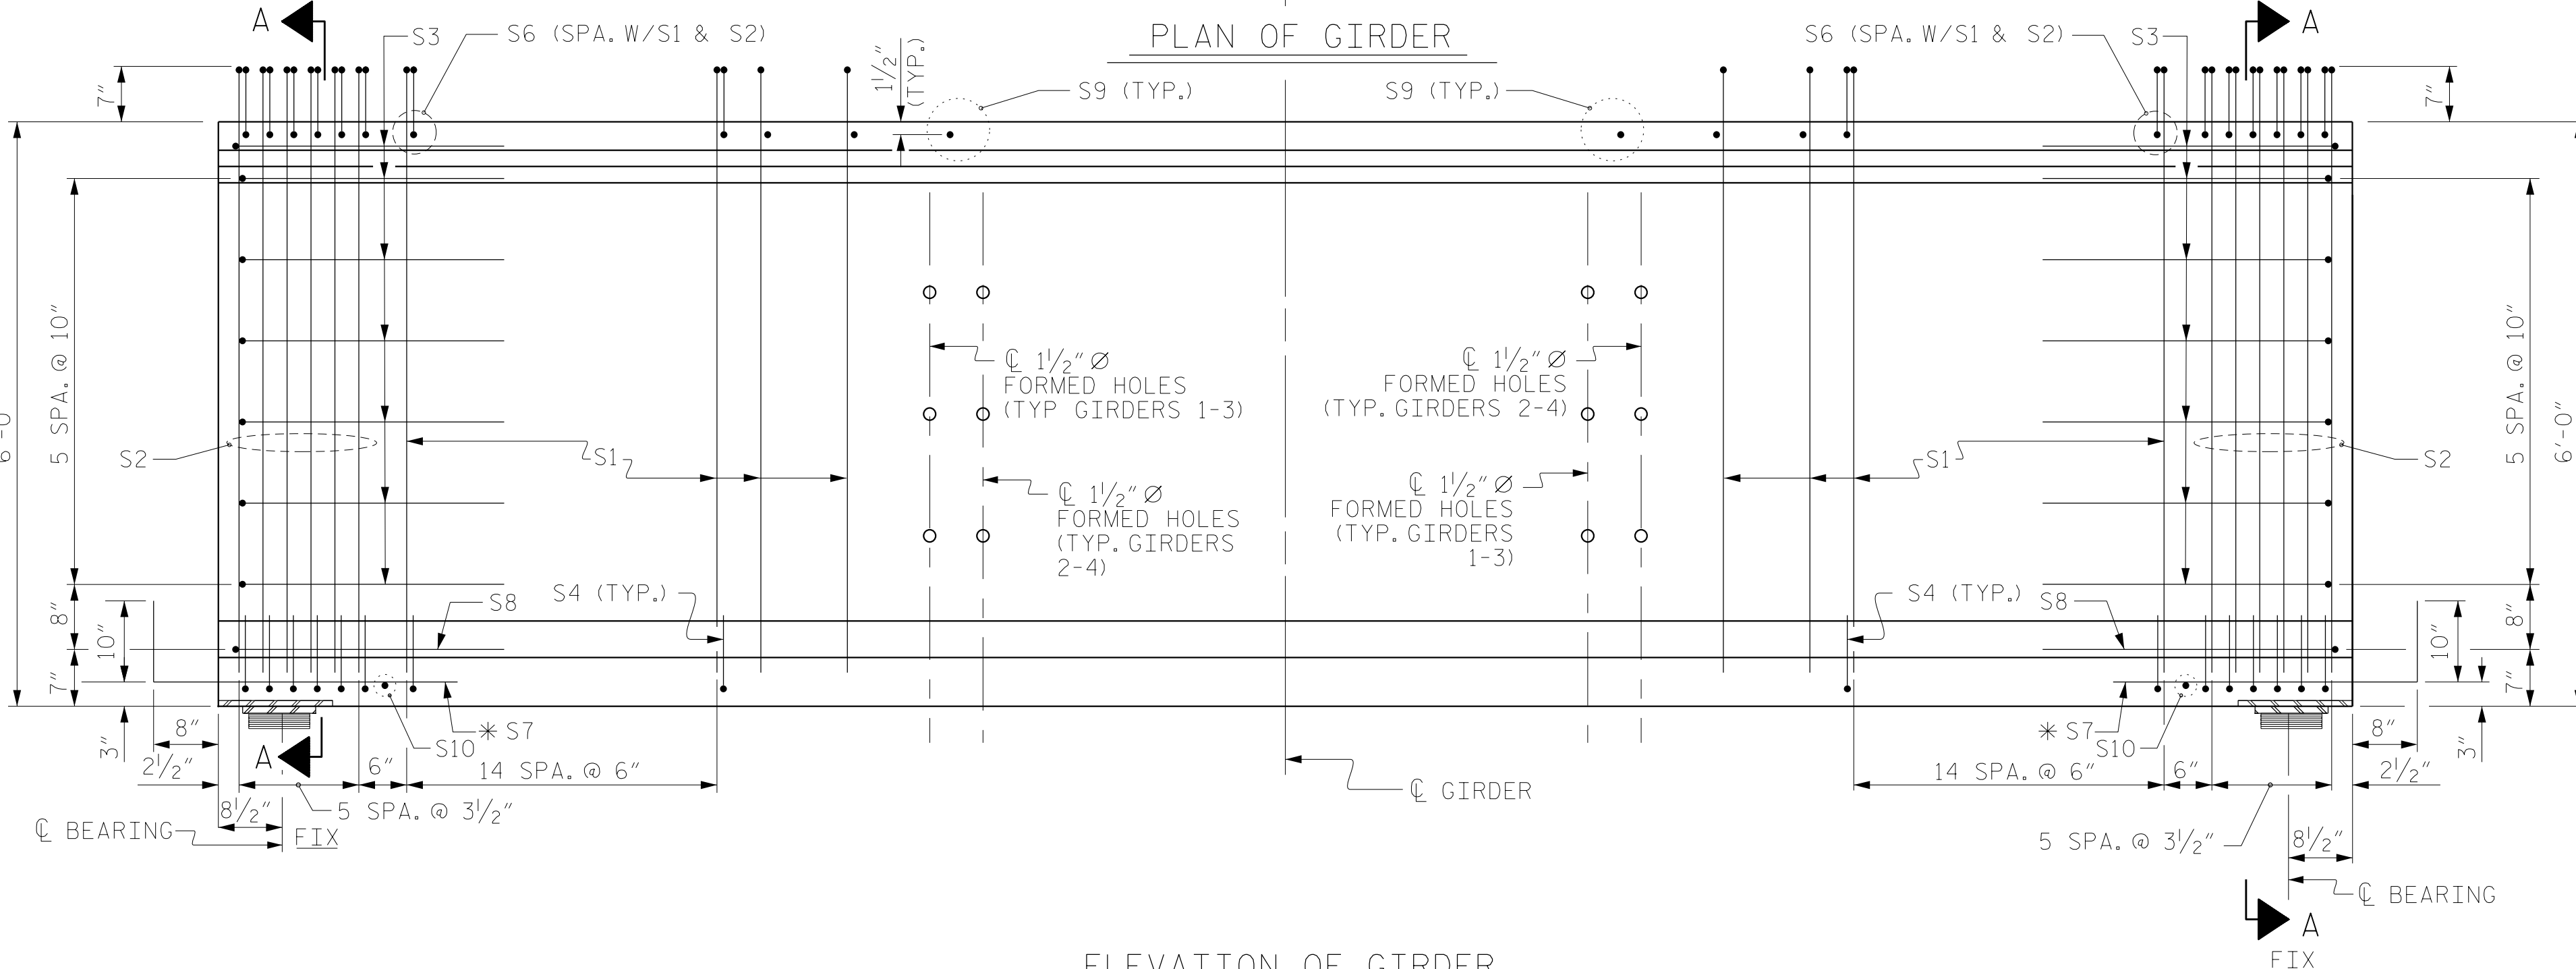 PLAN OF GIRDER
A
S3
S6 (SPA. W/S1 & S2)
1½" (TYP.)
S9 (TYP.)
S9 (TYP.)
S6 (SPA. W/S1 & S2)
S3
A
7"
7"
5 SPA. @ 10"
S2
S1
℄ 1½" Ø
FORMED HOLES
(TYP GIRDERS 1-3)
℄ 1½" Ø
FORMED HOLES
(TYP. GIRDERS
2-4)
℄ 1½" Ø
FORMED HOLES
(TYP. GIRDERS 2-4)
℄ 1½" Ø
FORMED HOLES
(TYP. GIRDERS
1-3)
S1
S2
5 SPA. @ 10"
6'-0"
8"
10"
7"
3"
S8
S4 (TYP.)
S4 (TYP.)
S8
8"
10"
7"
3"
8"
2½"
A
S10
* S7
6"
14 SPA. @ 6"
8½"
5 SPA. @ 3½"
℄ BEARING
FIX
℄ GIRDER
* S7
S10
14 SPA. @ 6"
6"
8"
2½"
5 SPA. @ 3½"
8½"
℄ BEARING
A
FIX
ELEVATION OF GIRDER